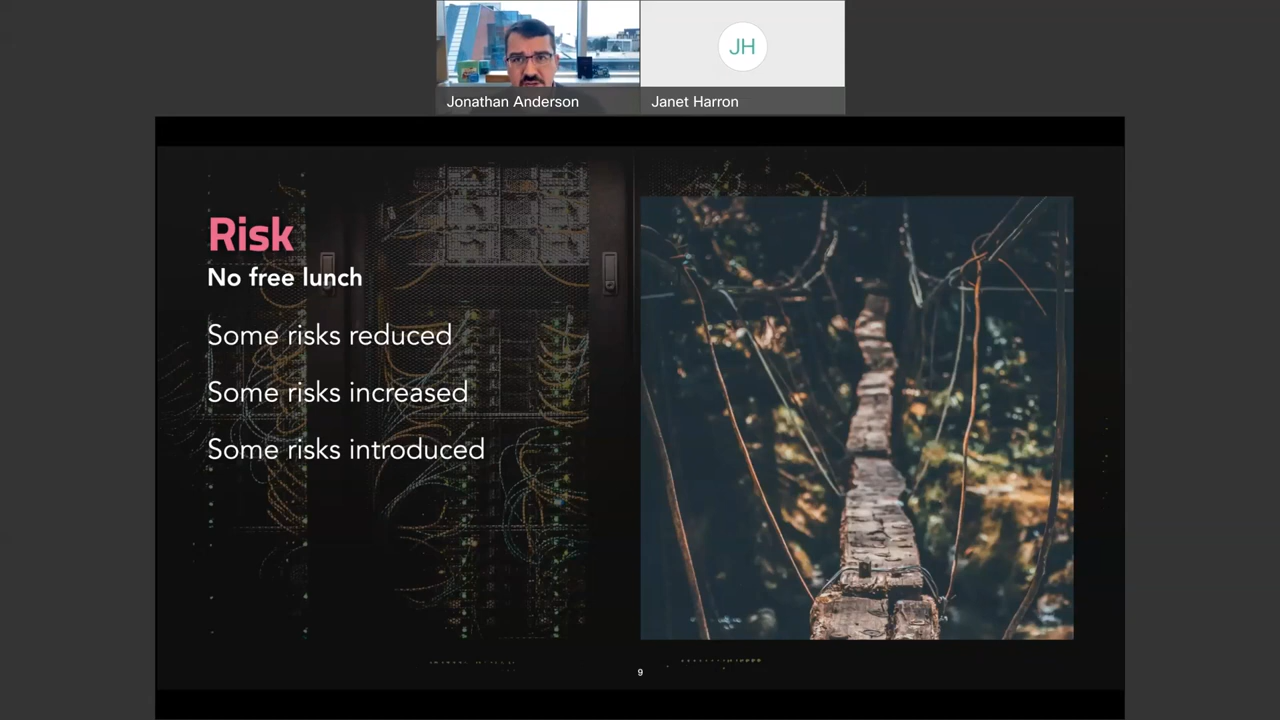 JH
Jonathan Anderson
Janet Harron
Risk
No free lunch
Some risks reduced
Some risks increased
Some risks introduced
9